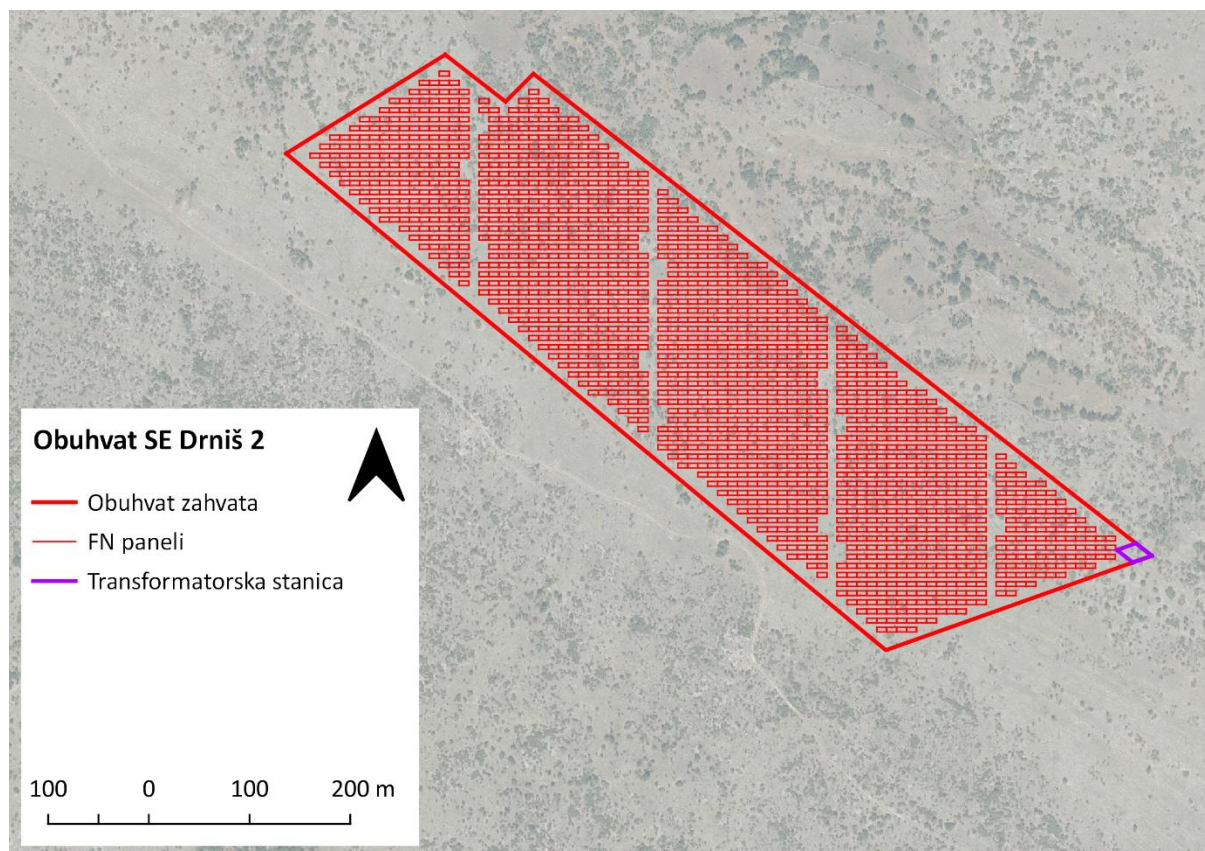 Obuhvat SE Drniš 2
Obuhvat zahvata
FN paneli
Transformatorska stanica
100 0 100 200 m